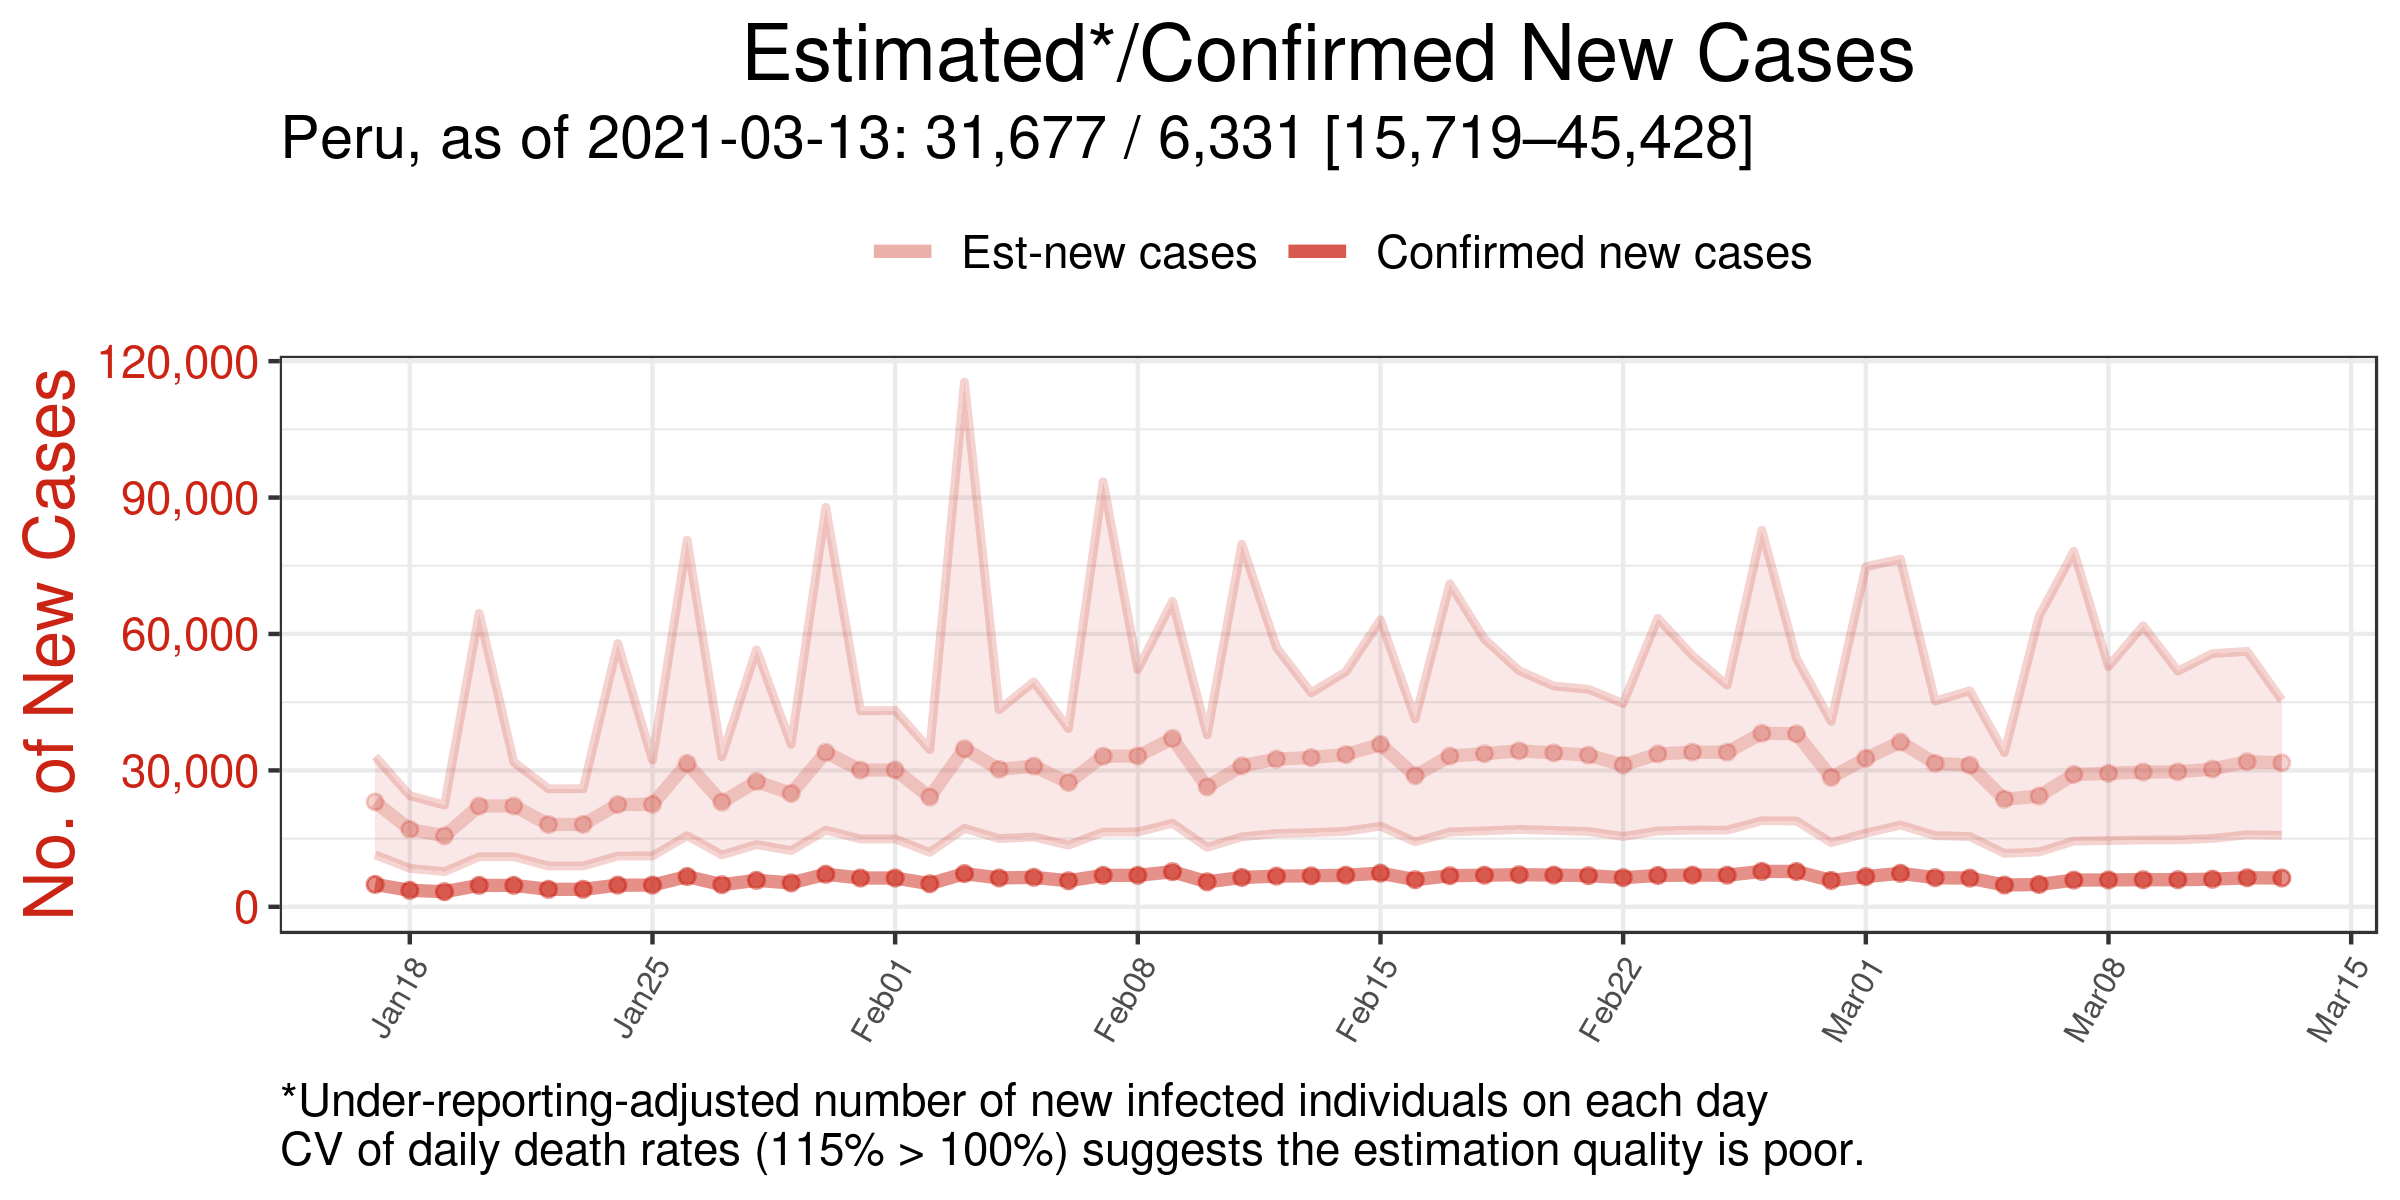 Estimated*/Confirmed New Cases
Peru, as of 2021-03-13: 31,677 / 6,331 [15,719–45,428]
Est-new cases Confirmed new cases
No. of New Cases
120,000
90,000
60,000
30,000
0
Jan18 Jan25 Feb01 Feb08 Feb15 Feb22 Mar01 Mar08 Mar15
*Under-reporting-adjusted number of new infected individuals on each day
CV of daily death rates (115% > 100%) suggests the estimation quality is poor.